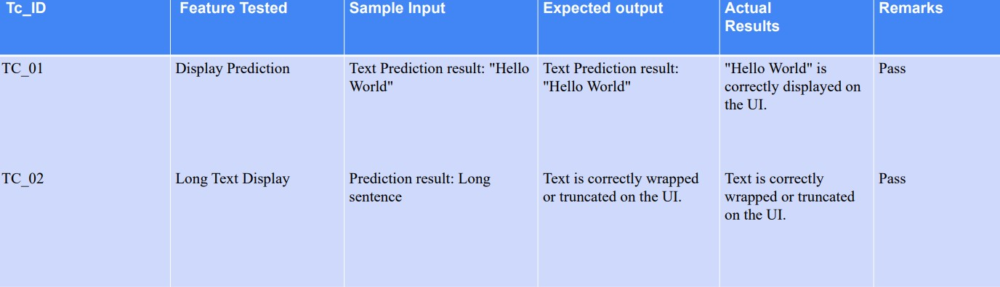 Tc_ID
Feature Tested
Sample Input
Expected output
Actual
Results
Remarks
TC_01
Display Prediction
Text Prediction result: "Hello
World"
Text Prediction result:
"Hello World"
"Hello World" is
correctly displayed on
the UI.
Pass
TC_02
Long Text Display
Prediction result: Long
sentence
Text is correctly wrapped
or truncated on the UI.
Text is correctly
wrapped or truncated
on the UI.
Pass